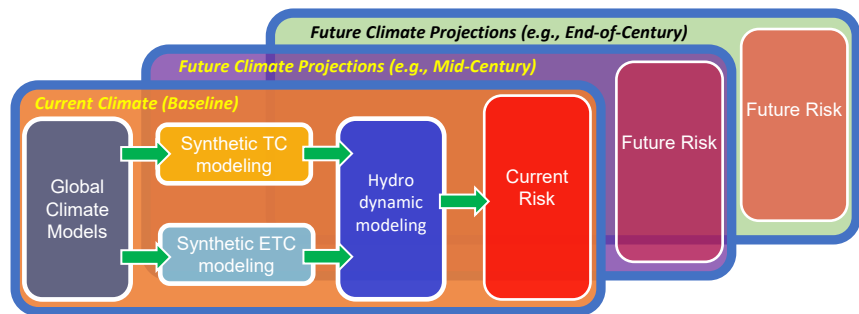 Future Climate Projections (e.g., End-of-Century)
Future Climate Projections (e.g., Mid-Century)
Current Climate (Baseline)
Global
Climate
Models
Synthetic TC
modeling
Synthetic ETC
modeling
Hydro
dynamic
modeling
Current
Risk
Future Risk
Future Risk